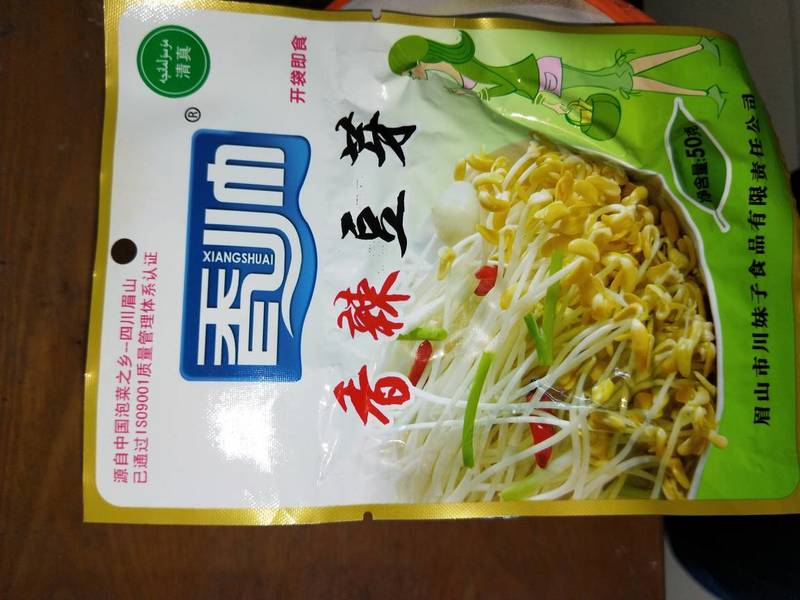 源自中国泡菜之乡--四川眉山
已通过ISO9001质量管理体系认证
清真
®
香川帅
XIANGSHUAI
开袋即食
香辣豆芽
净含量:50克
眉山市川妹子食品有限责任公司